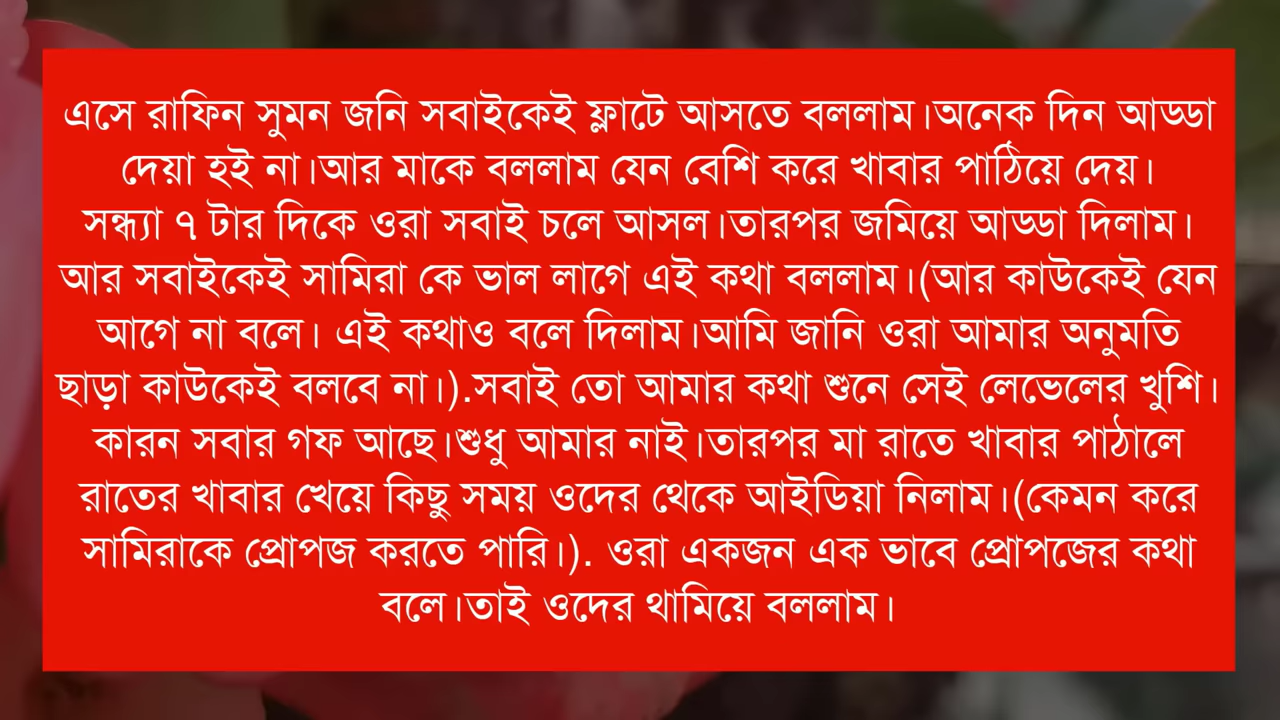 এসে রাফিন সুমন জনি সবাইকেই ফ্লাটে আসতে বললাম।অনেক দিন আড্ডা
দেয়া হই না।আর মাকে বললাম যেন বেশি করে খাবার পাঠিয়ে দেয়।
সন্ধ্যা ৭ টার দিকে ওরা সবাই চলে আসল।তারপর জমিয়ে আড্ডা দিলাম।
আর সবাইকেই সামিরা কে ভাল লাগে এই কথা বললাম।(আর কাউকেই যেন
আগে না বলে। এই কথাও বলে দিলাম।আমি জানি ওরা আমার অনুমতি
ছাড়া কাউকেই বলবে না।).সবাই তো আমার কথা শুনে সেই লেভেলের খুশি।
কারন সবার গফ আছে।শুধু আমার নাই।তারপর মা রাতে খাবার পাঠালে
রাতের খাবার খেয়ে কিছু সময় ওদের থেকে আইডিয়া নিলাম।(কেমন করে
সামিরাকে প্রোপজ করতে পারি।). ওরা একজন এক ভাবে প্রোপজের কথা
বলে।তাই ওদের থামিয়ে বললাম।